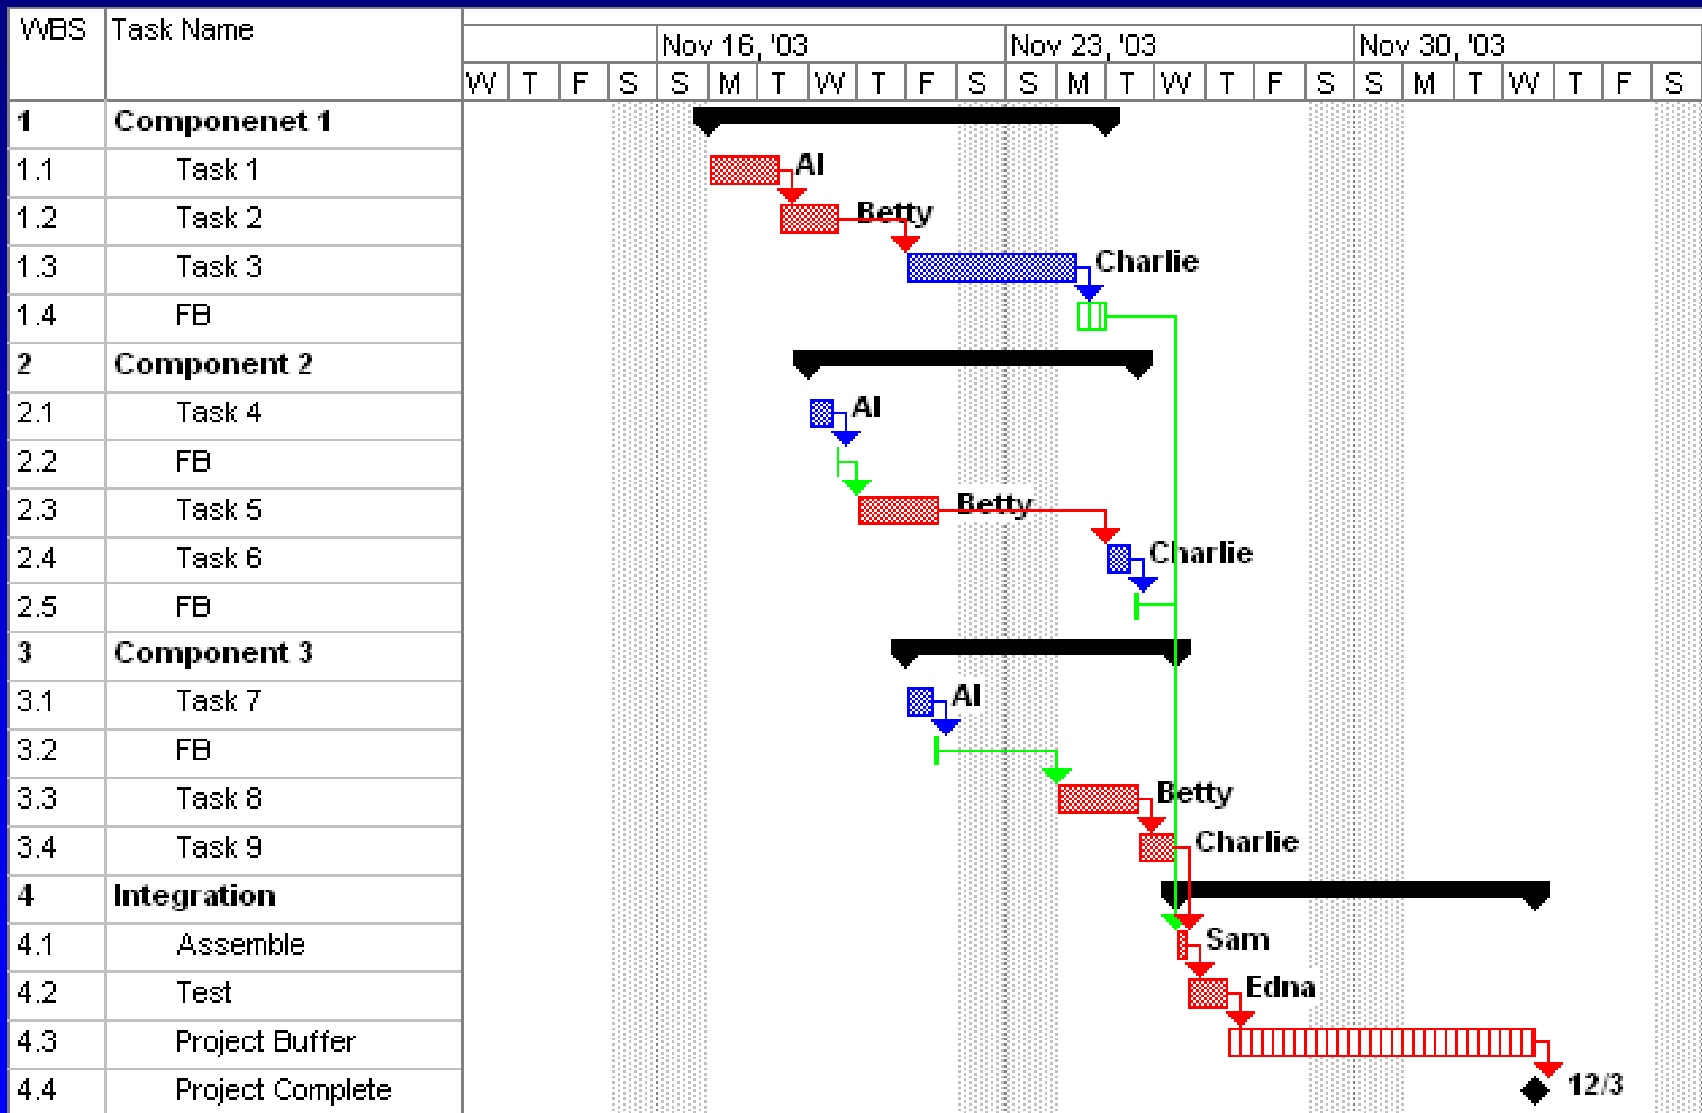 WBS Task Name
Nov 16, '03 Nov 23, '03 Nov 30, '03
W T F S S M T W T F S S M T W T F S S M T W T F S
1 Componenet 1
1.1 Task 1 Al
1.2 Task 2 Betty
1.3 Task 3 Charlie
1.4 FB
2 Component 2
2.1 Task 4 Al
2.2 FB
2.3 Task 5 Betty
2.4 Task 6 Charlie
2.5 FB
3 Component 3
3.1 Task 7 Al
3.2 FB
3.3 Task 8 Betty
3.4 Task 9 Charlie
4 Integration
4.1 Assemble Sam
4.2 Test Edna
4.3 Project Buffer
4.4 Project Complete 12/3